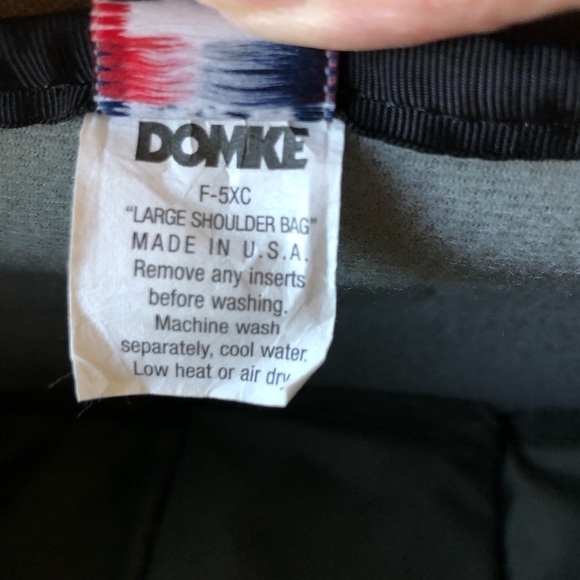 DOMKE
F-5XC
"LARGE SHOULDER BAG"
MADE IN U.S.A.
Remove any inserts
before washing.
Machine wash
separately, cool water.
Low heat or air dry